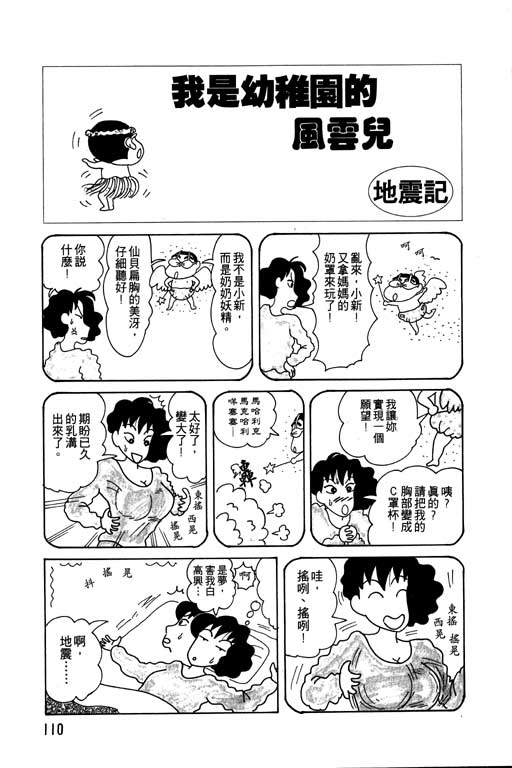 我是幼稚園的
風雲兒
地震記
呵
呵
亂來,小新!
又拿媽媽的
奶罩來玩了!
我不是小新,
而是奶奶妖精。
仙貝扁胸的美冴,
仔細聽好!
你說
什麼!
我讓妳
實現一個
願望!
咦?
真的?
請把我的
胸部變成
C罩杯!
馬哈利克
馬克哈利
咪塞塞—
太好了,
變大了!
期盼已久
的乳溝
出來了。
東搖 搖晃
西晃
哇,
搖咧、搖咧!
東搖 搖晃
西晃
啊
是夢,
害我白
高興…
搖晃
抖
啊,
地震……
110